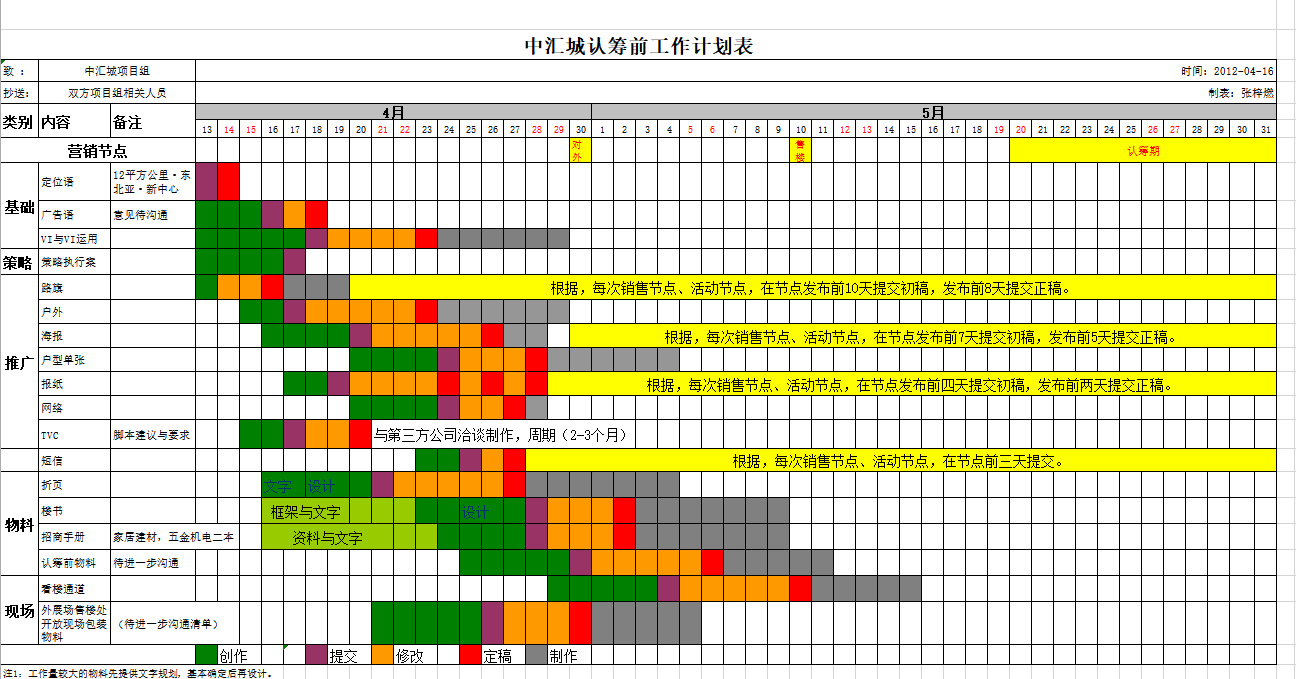 中汇城认筹前工作计划表
致 : 中汇城项目组 时间: 2012-04-16
抄送: 双方项目组相关人员 制表: 张梓燃
类别 内容 备注 4月 5月
13 14 15 16 17 18 19 20 21 22 23 24 25 26 27 28 29 30 1 2 3 4 5 6 7 8 9 10 11 12 13 14 15 16 17 18 19 20 21 22 23 24 25 26 27 28 29 30 31
营销节点 对外 售楼 认筹期
基础
定位语 12平方公里·东
北亚·新中心
广告语 意见待沟通
VI与VI运用
策略 策略执行案
推广
路旗 根据，每次销售节点、活动节点，在节点发布前10天提交初稿，发布前8天提交正稿。
户外
海报 根据，每次销售节点、活动节点，在节点发布前7天提交初稿，发布前5天提交正稿。
户型单张
报纸 根据，每次销售节点、活动节点，在节点发布前四天提交初稿，发布前两天提交正稿。
网络
TVC 脚本建议与要求 与第三方公司洽谈制作，周期（2-3个月）
短信 根据，每次销售节点、活动节点，在节点前三天提交。
物料
折页 文字 设计
楼书 框架与文字 设计
招商手册 家居建材，五金机电二本 资料与文字
认筹前物料 待进一步沟通
现场
看楼通道
外展场售楼处
开放现场包装
物料
（待进一步沟通清单）
创作 提交 修改 定稿 制作
注1：工作量较大的物料先提供文字规划，基本确定后再设计。